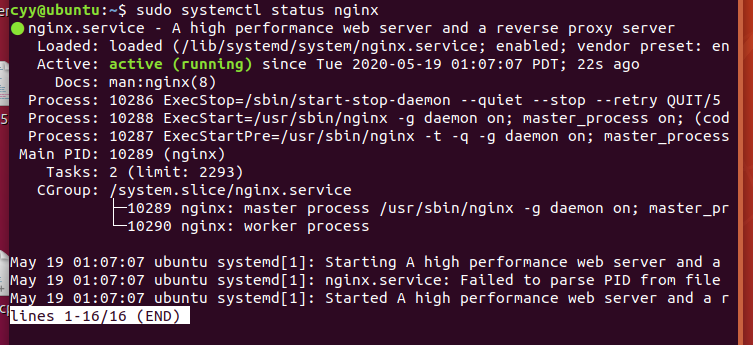 cyy@ubuntu:~$ sudo systemctl status nginx
● nginx.service - A high performance web server and a reverse proxy server
   Loaded: loaded (/lib/systemd/system/nginx.service; enabled; vendor preset: en
   Active: active (running) since Tue 2020-05-19 01:07:07 PDT; 22s ago
     Docs: man:nginx(8)
  Process: 10286 ExecStop=/sbin/start-stop-daemon --quiet --stop --retry QUIT/5
  Process: 10288 ExecStart=/usr/sbin/nginx -g daemon on; master_process on; (cod
  Process: 10287 ExecStartPre=/usr/sbin/nginx -t -q -g daemon on; master_process
 Main PID: 10289 (nginx)
    Tasks: 2 (limit: 2293)
   CGroup: /system.slice/nginx.service
           ├─10289 nginx: master process /usr/sbin/nginx -g daemon on; master_pr
           └─10290 nginx: worker process
May 19 01:07:07 ubuntu systemd[1]: Starting A high performance web server and a
May 19 01:07:07 ubuntu systemd[1]: nginx.service: Failed to parse PID from file
May 19 01:07:07 ubuntu systemd[1]: Started A high performance web server and a r
lines 1-16/16 (END)